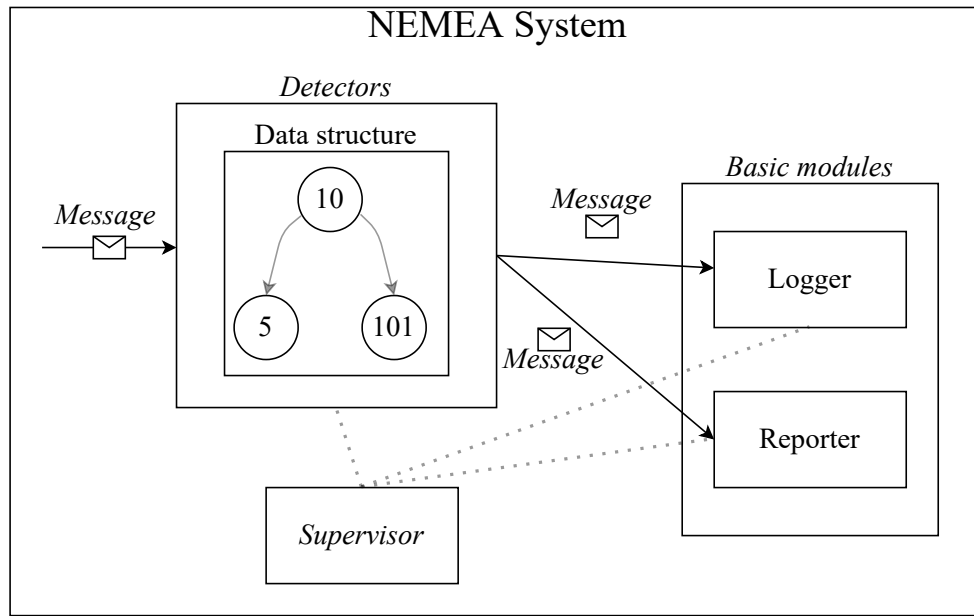 NEMEA System
Detectors
Data structure
10
5
101
Message
Message
Message
Basic modules
Logger
Reporter
Supervisor